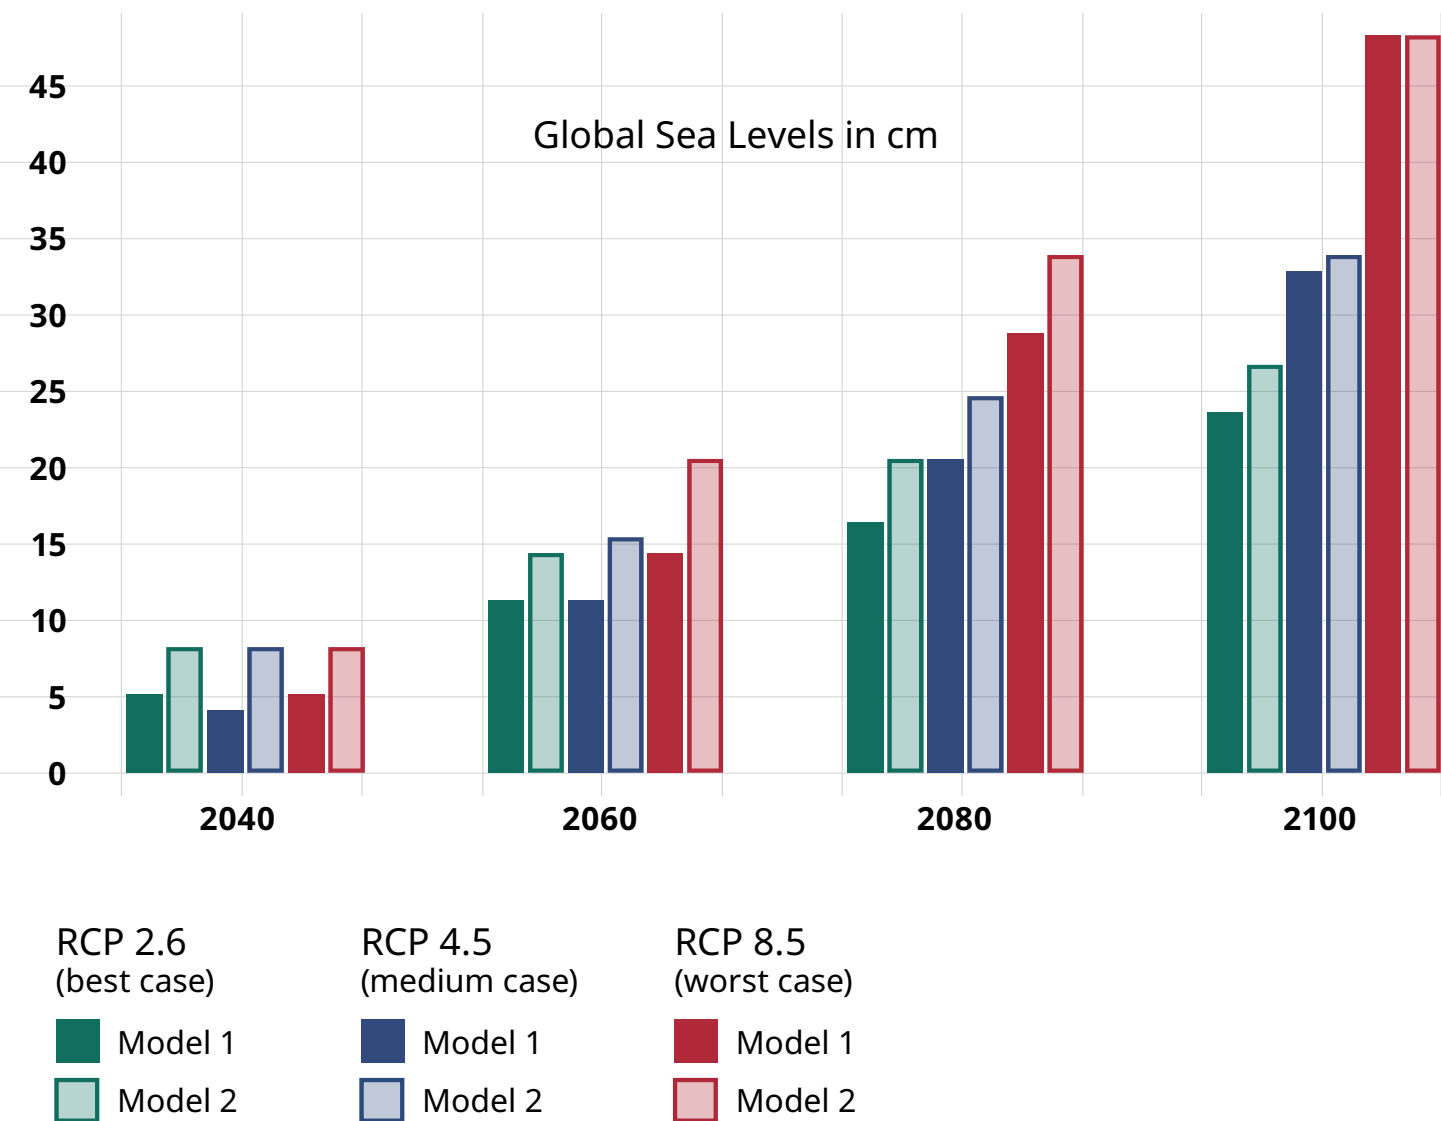 45
Global Sea Levels in cm
40
35
30
25
20
15
10
5
0
2040 2060 2080 2100
RCP 2.6 RCP 4.5 RCP 8.5
(best case) (medium case) (worst case)
Model 1 Model 1 Model 1
Model 2 Model 2 Model 2